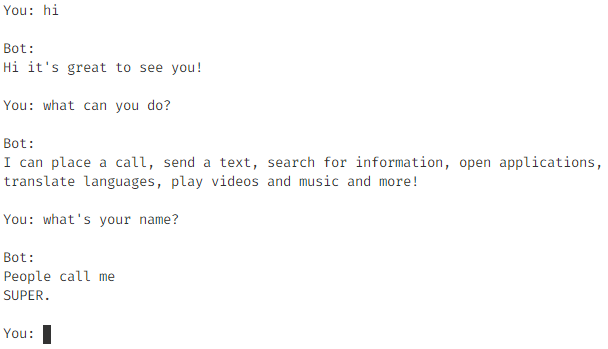 You: hi
Bot:
Hi it's great to see you!
You: what can you do?
Bot:
I can place a call, send a text, search for information, open applications,
translate languages, play videos and music and more!
You: what's your name?
Bot:
People call me
SUPER.
You: